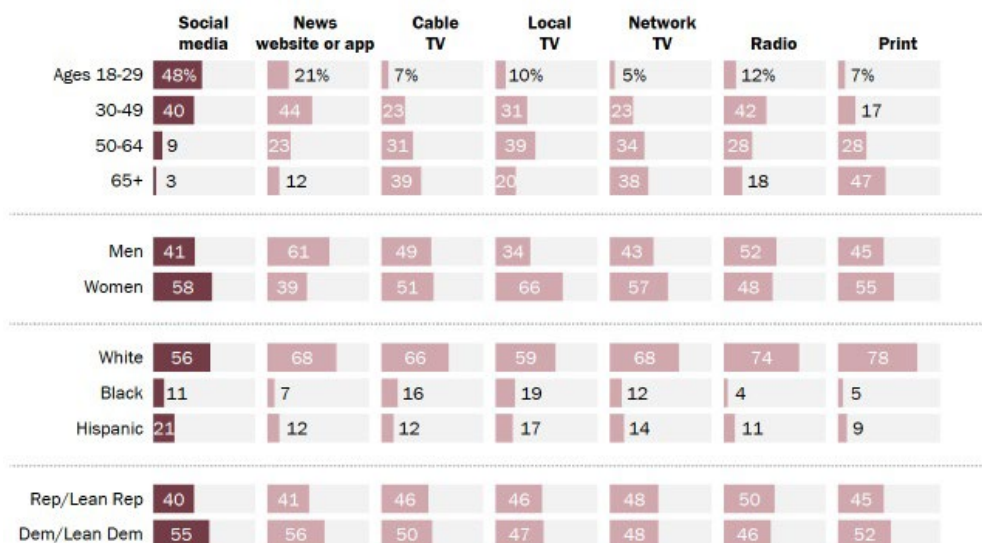 Social media News website or app Cable TV Local TV Network TV Radio Print
Ages 18-29 48% 21% 7% 10% 5% 12% 7%
30-49 40 44 23 31 23 42 17
50-64 9 23 31 39 34 28 28
65+ 3 12 39 20 38 18 47
Men 41 61 49 34 43 52 45
Women 58 39 51 66 57 48 55
White 56 68 66 59 68 74 78
Black 11 7 16 19 12 4 5
Hispanic 21 12 12 17 14 11 9
Rep/Lean Rep 40 41 46 46 48 50 45
Dem/Lean Dem 55 56 50 47 48 46 52